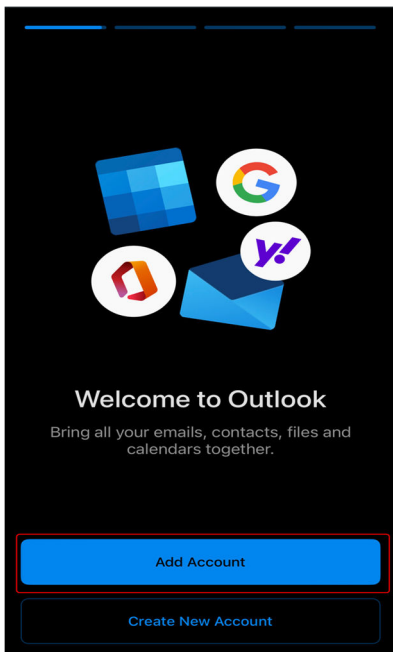 Y!
Welcome to Outlook
Bring all your emails, contacts, files and
calendars together.
Add Account
Create New Account